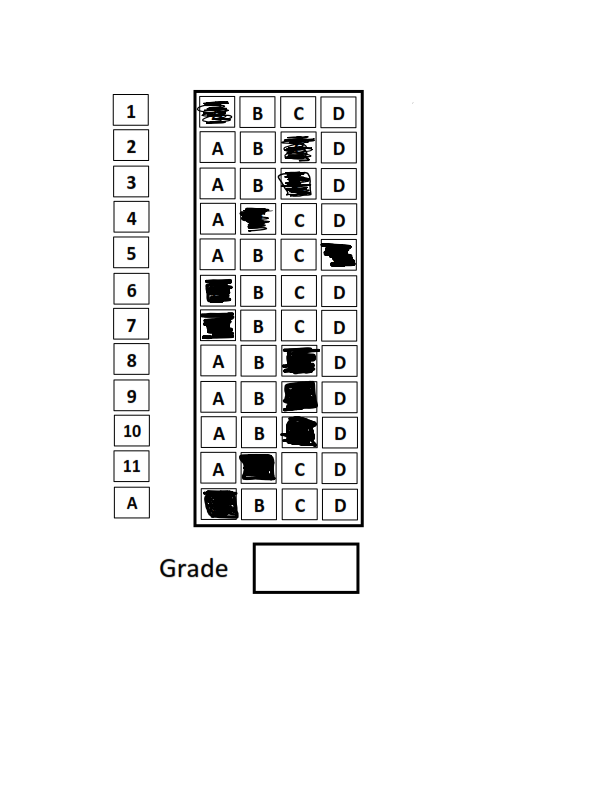 1 B C D
2 A B D
3 A B D
4 A C D
5 A B C
6 B C D
7 B C D
8 A B D
9 A B D
10 A B D
11 A C D
A B C D
Grade